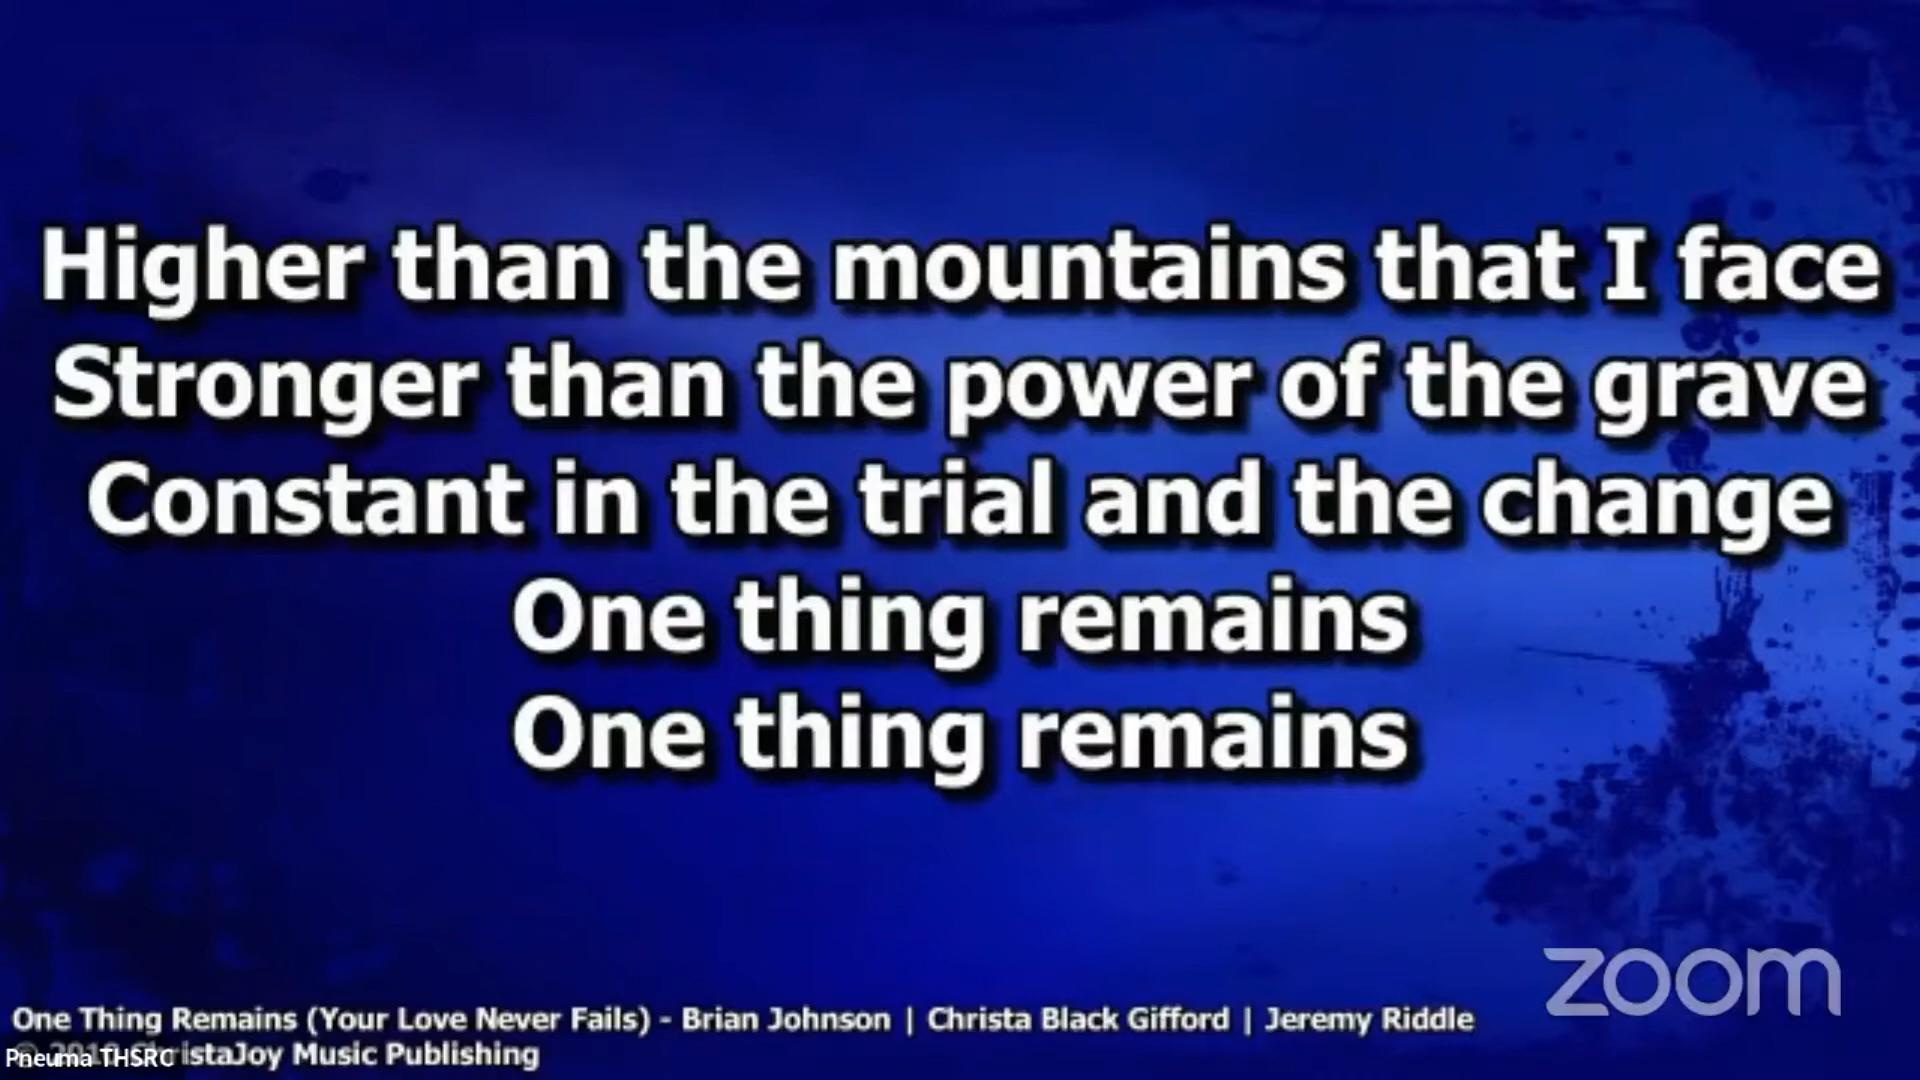 Higher than the mountains that I face
Stronger than the power of the grave
Constant in the trial and the change
One thing remains
One thing remains
zoom
One Thing Remains (Your Love Never Fails) - Brian Johnson | Christa Black Gifford | Jeremy Riddle
Pneuma THSRC istaJoy Music Publishing